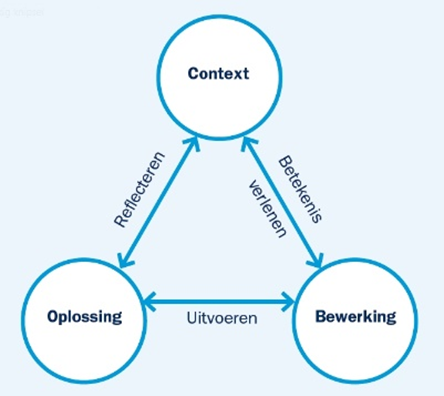 Context
Reflecteren
Betekenis
verlenen
Oplossing
Uitvoeren
Bewerking